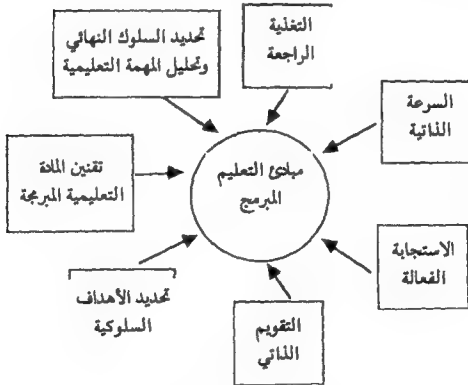 تحديد السلوك النهائي
وتحليل المهمة التعليمية
التغذية
الراجعة
السرعة
الذاتية
تقنين المادة
التعليمية المبرمجة
مبادئ التعليم
المبرمج
الاستجابة
الفعالة
تحديد الأهداف
السلوكية
التقويم
الذاتي